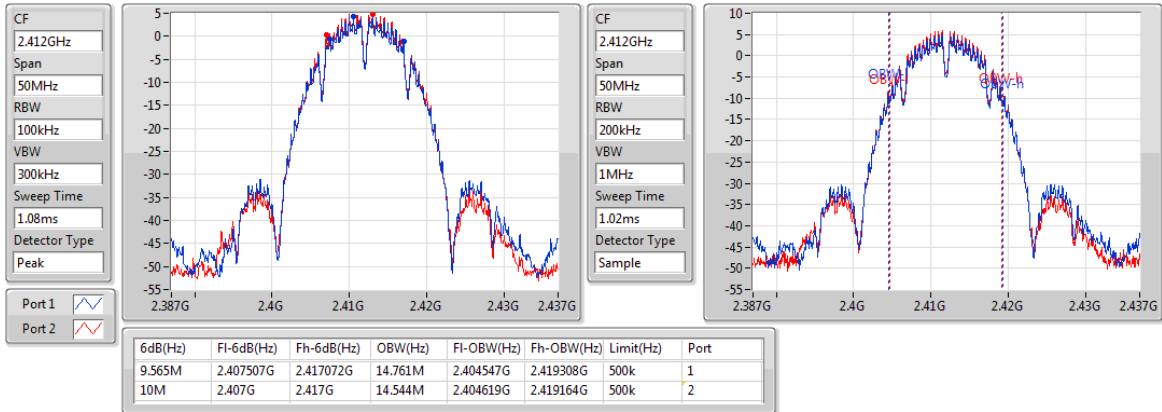 CF
2.412GHz
Span
50MHz
RBW
100kHz
VBW
300kHz
Sweep Time
1.08ms
Detector Type
Peak
Port 1
Port 2
5
0
-5
-10
-15
-20
-25
-30
-35
-40
-45
-50
-55
2.387G 2.4G 2.41G 2.42G 2.43G 2.437G
CF
2.412GHz
Span
50MHz
RBW
200kHz
VBW
1MHz
Sweep Time
1.02ms
Detector Type
Sample
10
5
0
-5
-10
-15
-20
-25
-30
-35
-40
-45
-50
-55
OBW-h
OBW-h
2.387G 2.4G 2.41G 2.42G 2.43G 2.437G
6dB(Hz) Fl-6dB(Hz) Fh-6dB(Hz) OBW(Hz) Fl-OBW(Hz) Fh-OBW(Hz) Limit(Hz) Port
9.565M 2.407507G 2.417072G 14.761M 2.404547G 2.419308G 500k 1
10M 2.407G 2.417G 14.544M 2.404619G 2.419164G 500k 2